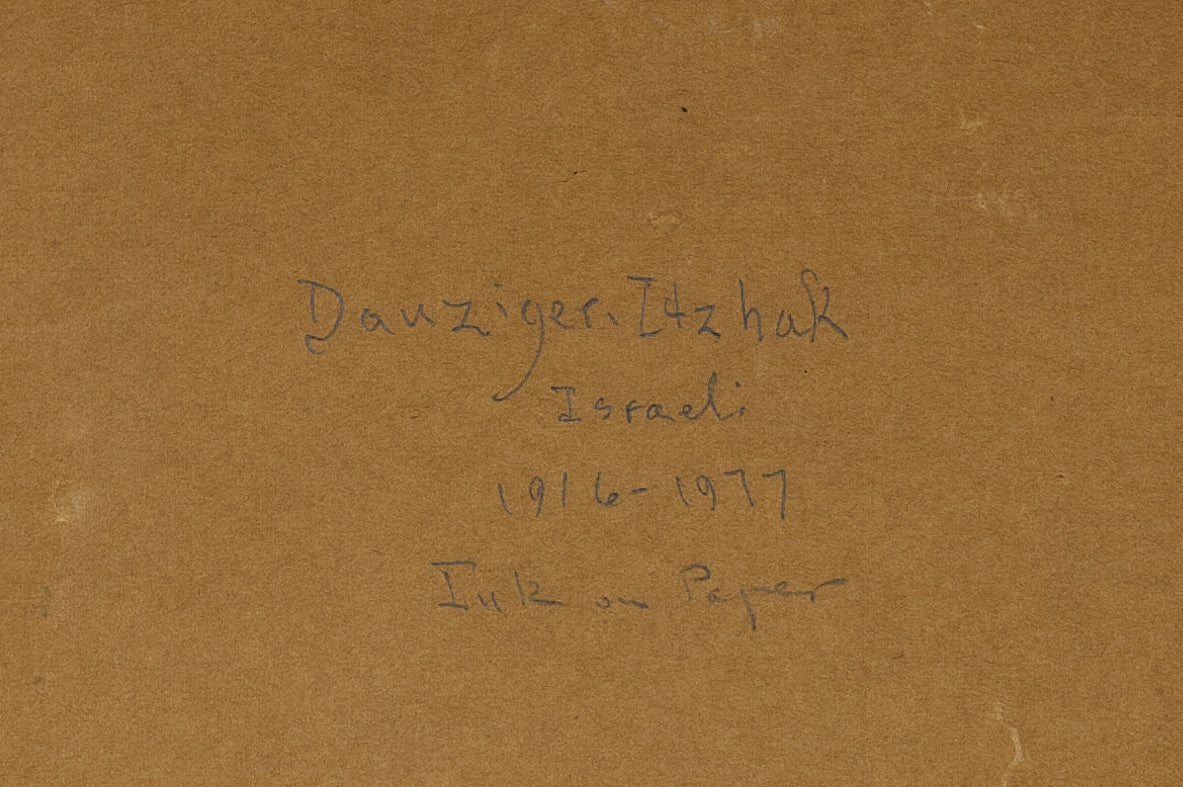 Danziger. Itzhak
Israeli
1916-1977
Ink on Paper